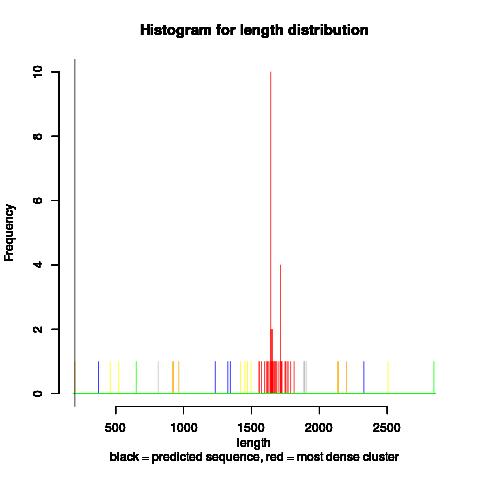 Histogram for length distribution
Frequency
10
8
6
4
2
0
500 1000 1500 2000 2500
length
black = predicted sequence, red = most dense cluster